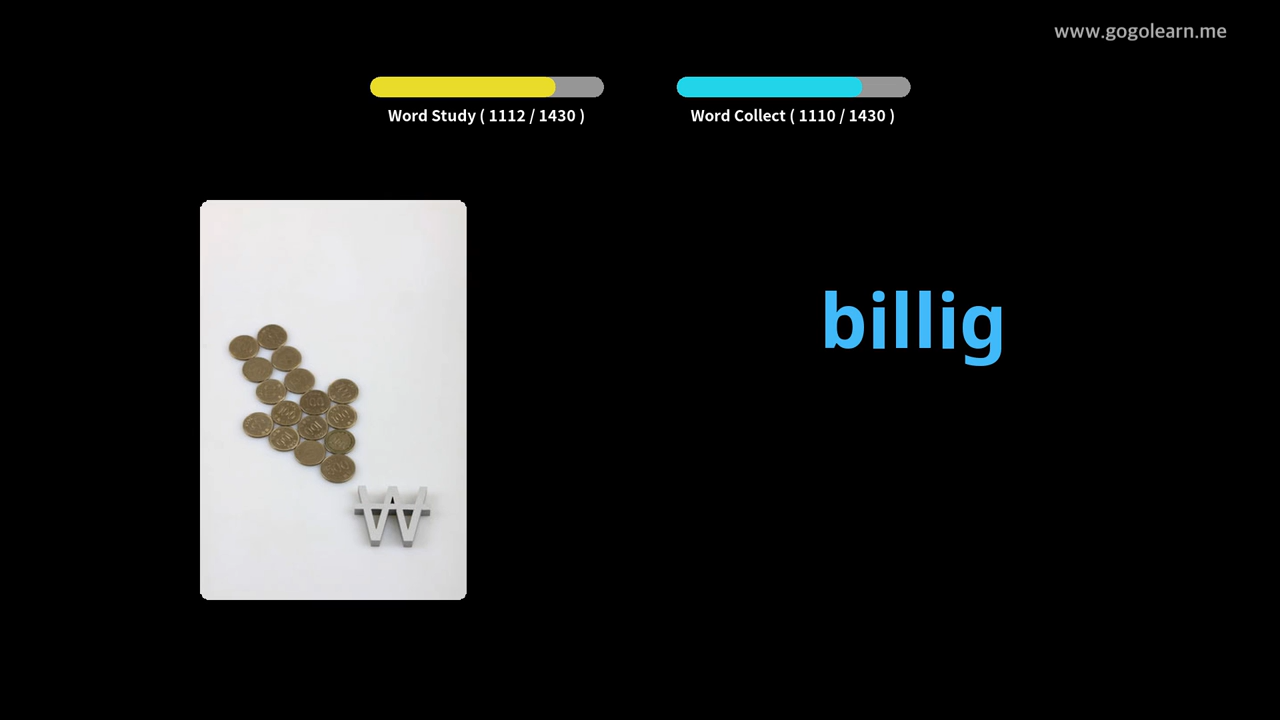 www.gogolearn.me
Word Study ( 1112 / 1430 )
Word Collect ( 1110 / 1430 )
billig
₩